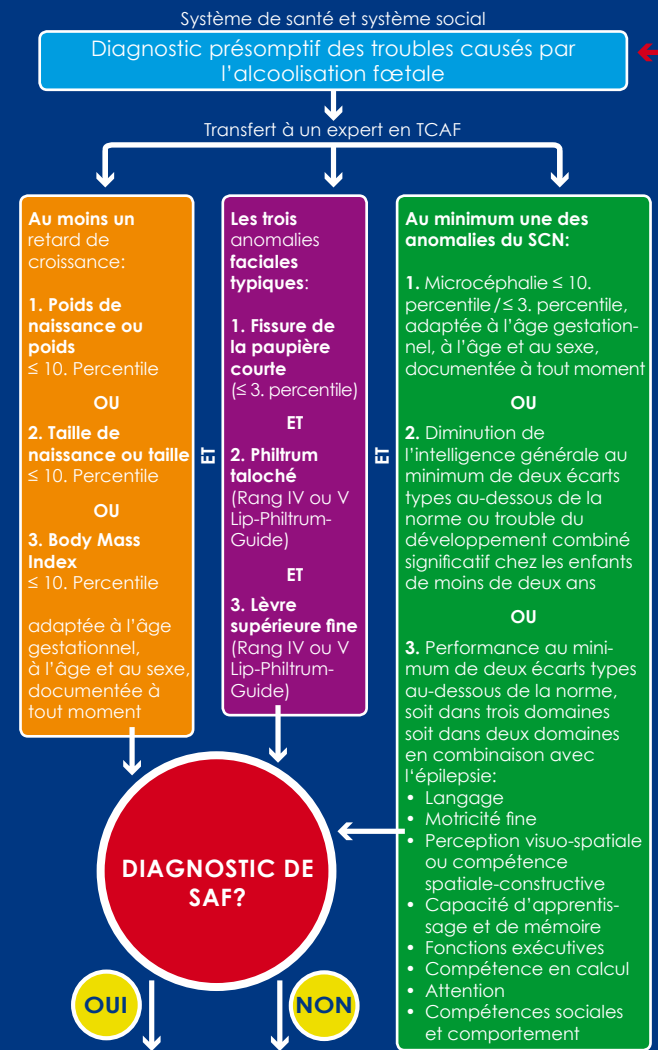 Système de santé et système social
Diagnostic présomptif des troubles causés par
l'alcoolisation fœtale
Transfert à un expert en TCAF
Au moins un
retard de
croissance:
1. Poids de
naissance ou
poids
≤ 10. Percentile
OU
2. Taille de
naissance ou taille
≤ 10. Percentile
OU
3. Body Mass
Index
≤ 10. Percentile
adaptée à l'âge
gestationnel,
à l'âge et au sexe,
documentée à
tout moment
ET
Les trois
anomalies
faciales
typiques:
1. Fissure de
la paupière
courte
(≤ 3. percentile)
ET
2. Philtrum
taloché
(Rang IV ou V
Lip-Philtrum-
Guide)
ET
3. Lèvre
supérieure fine
(Rang IV ou V
Lip-Philtrum-
Guide)
ET
Au minimum une des
anomalies du SCN:
1. Microcéphalie ≤ 10.
percentile/≤ 3. percentile,
adaptée à l'âge gestation-
nel, à l'âge et au sexe,
documentée à tout moment
OU
2. Diminution de
l'intelligence générale au
minimum de deux écarts
types au-dessous de la
norme ou trouble du
développement combiné
significatif chez les enfants
de moins de deux ans
OU
3. Performance au mini-
mum de deux écarts types
au-dessous de la norme,
soit dans trois domaines
soit dans deux domaines
en combinaison avec
l'épilepsie:
• Langage
• Motricité fine
• Perception visuo-spatiale
ou compétence
spatiale-constructive
• Capacité d'apprentis-
sage et de mémoire
• Fonctions exécutives
• Compétence en calcul
• Attention
• Compétences sociales
et comportement
DIAGNOSTIC DE
SAF?
OUI
NON